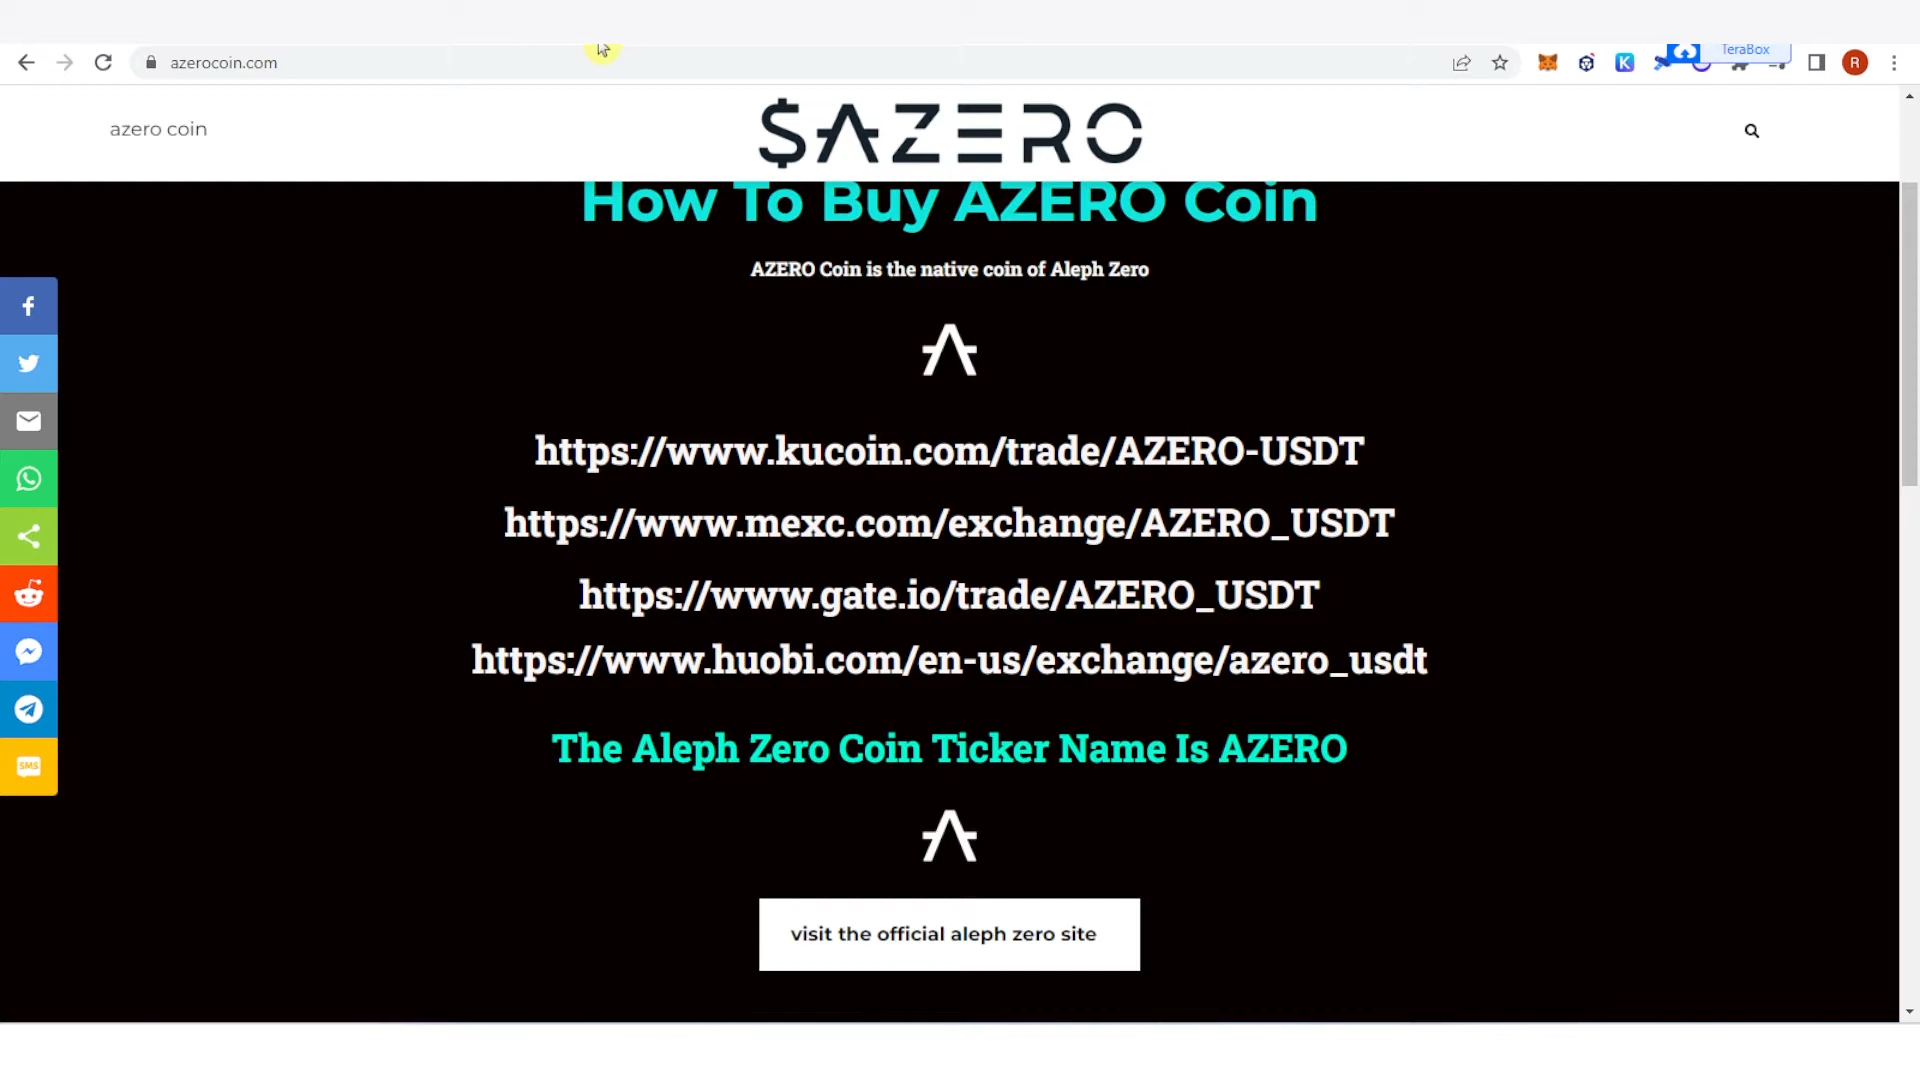 TeraBox
azerocoin.com
K
R
azero coin
$AZERO
How To Buy AZERO Coin
AZERO Coin is the native coin of Aleph Zero
https://www.kucoin.com/trade/AZERO-USDT
https://www.mexc.com/exchange/AZERO_USDT
https://www.gate.io/trade/AZERO_USDT
https://www.huobi.com/en-us/exchange/azero_usdt
The Aleph Zero Coin Ticker Name Is AZERO
SMS
visit the official aleph zero site